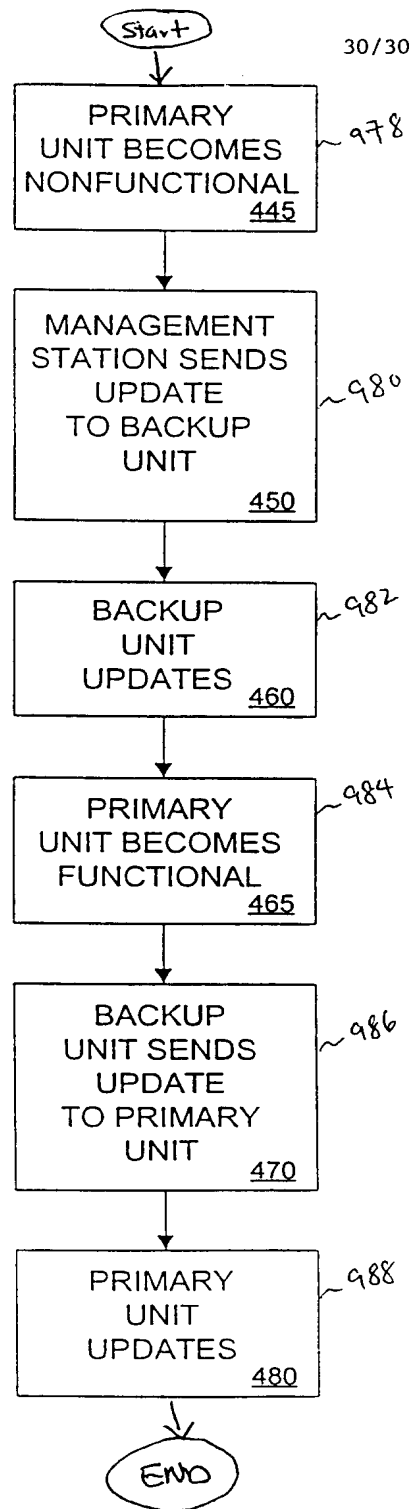 Start
30/30
PRIMARY
UNIT BECOMES
NONFUNCTIONAL
445
978
MANAGEMENT
STATION SENDS
UPDATE
TO BACKUP
UNIT
450
980
BACKUP
UNIT
UPDATES
460
982
PRIMARY
UNIT BECOMES
FUNCTIONAL
465
984
BACKUP
UNIT SENDS
UPDATE
TO PRIMARY
UNIT
470
986
PRIMARY
UNIT
UPDATES
480
988
END